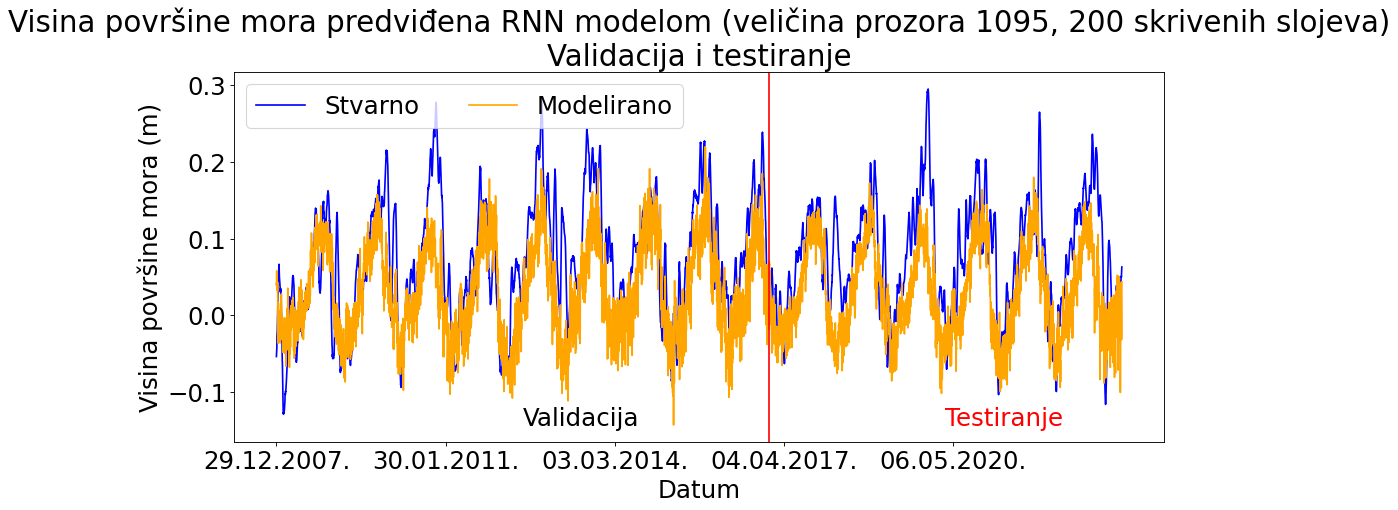 Visina površine mora predviđena RNN modelom (veličina prozora 1095, 200 skrivenih slojeva)
Validacija i testiranje
Stvarno
Modelirano
Visina površine mora (m)
0.3
0.2
0.1
0.0
−0.1
Validacija
Testiranje
29.12.2007.
30.01.2011.
03.03.2014.
04.04.2017.
06.05.2020.
Datum